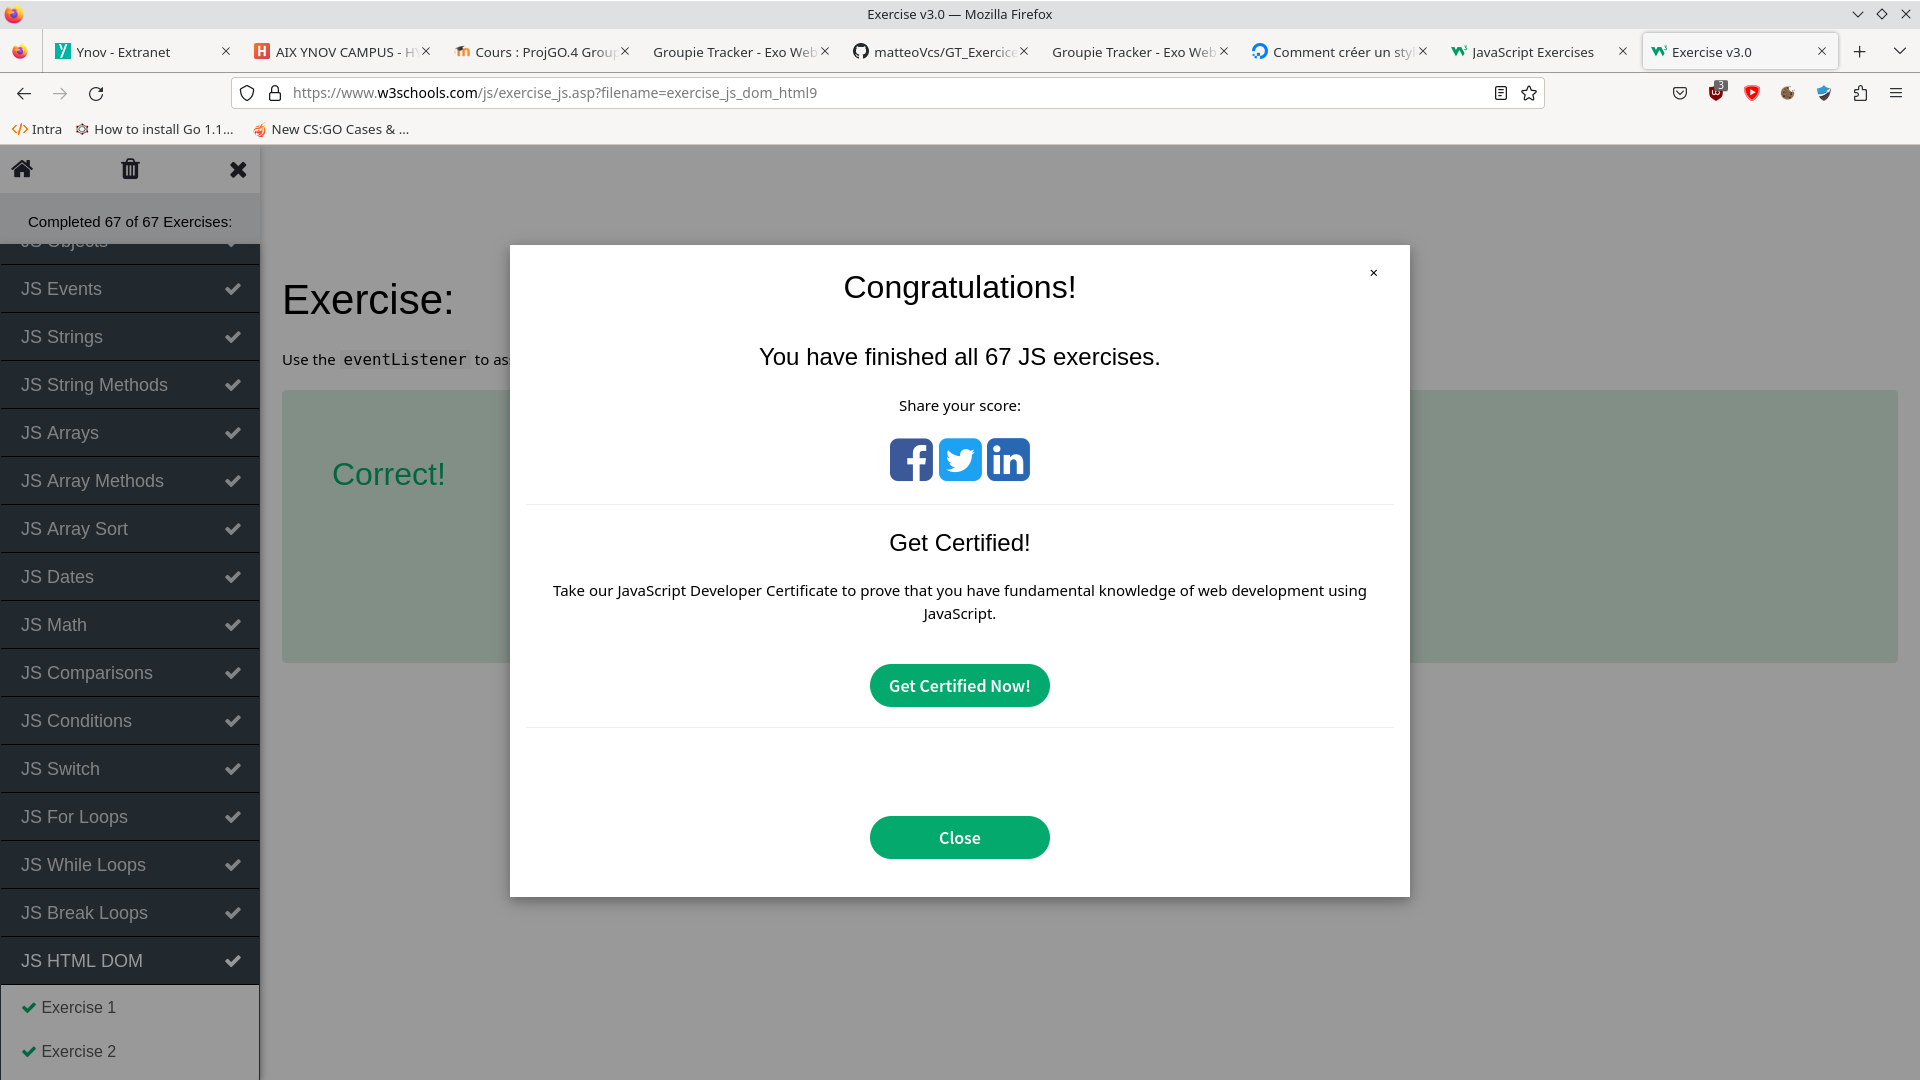 Exercise v3.0 — Mozilla Firefox
Ynov - Extranet
AIX YNOV CAMPUS - H
Cours : ProjGO.4 Group
Groupie Tracker - Exo Web
matteoVcs/GT_Exercice
Groupie Tracker - Exo Web
Comment créer un styl
JavaScript Exercises
Exercise v3.0
https://www.w3schools.com/js/exercise_js.asp?filename=exercise_js_dom_html9
3
Intra
How to install Go 1.1...
New CS:GO Cases & ...
Completed 67 of 67 Exercises:
JS Objects
JS Events
JS Strings
JS String Methods
JS Arrays
JS Array Methods
JS Array Sort
JS Dates
JS Math
JS Comparisons
JS Conditions
JS Switch
JS For Loops
JS While Loops
JS Break Loops
JS HTML DOM
Exercise 1
Exercise 2
Exercise:
Use the eventListener to as
Correct!
×
Congratulations!
You have finished all 67 JS exercises.
Share your score:
Get Certified!
Take our JavaScript Developer Certificate to prove that you have fundamental knowledge of web development using
JavaScript.
Get Certified Now!
Close